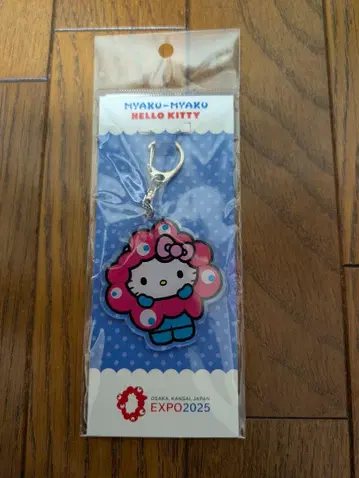 MYAKU-MYAKU
HELLO KITTY
OSAKA, KANSAI, JAPAN
EXPO2025